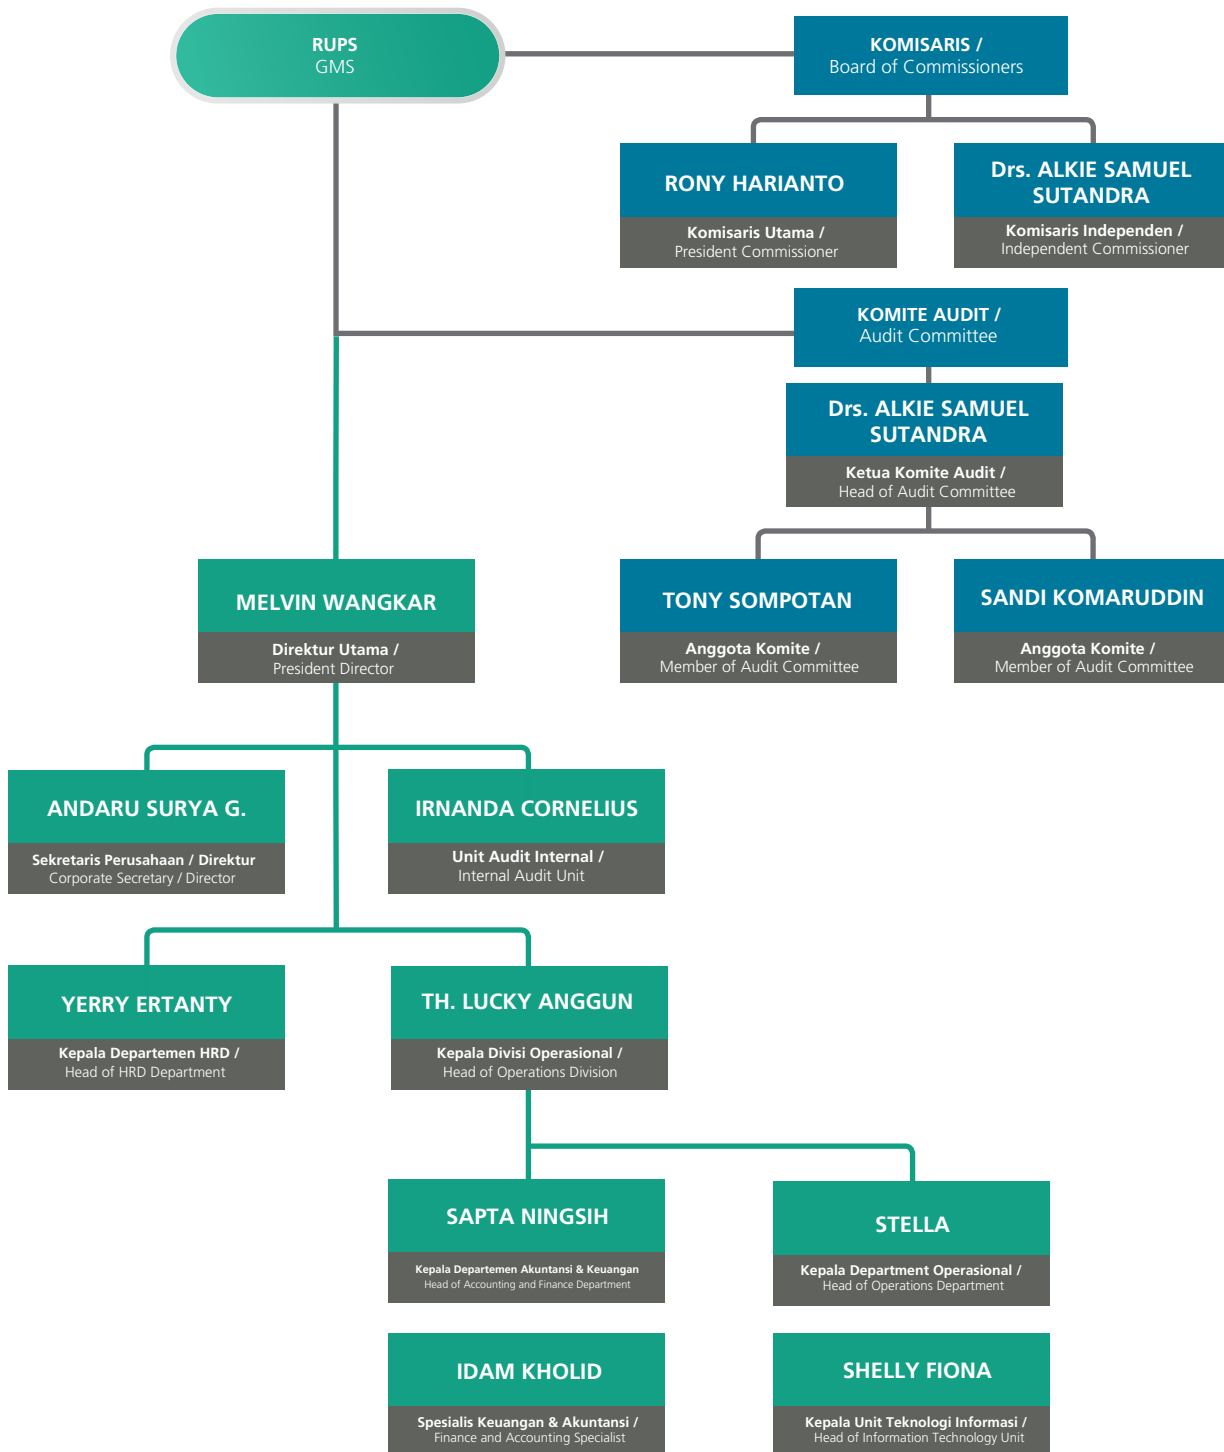 RUPS
GMS
KOMISARIS /
Board of Commissioners
RONY HARIANTO
Komisaris Utama /
President Commissioner
Drs. ALKIE SAMUEL
SUTANDRA
Komisaris Independen /
Independent Commissioner
KOMITE AUDIT /
Audit Committee
Drs. ALKIE SAMUEL
SUTANDRA
Ketua Komite Audit /
Head of Audit Committee
MELVIN WANGKAR
Direktur Utama /
President Director
TONY SOMPOTAN
Anggota Komite /
Member of Audit Committee
SANDI KOMARUDDIN
Anggota Komite /
Member of Audit Committee
ANDARU SURYA G.
Sekretaris Perusahaan / Direktur
Corporate Secretary / Director
IRNANDA CORNELIUS
Unit Audit Internal /
Internal Audit Unit
YERRY ERTANTY
Kepala Departemen HRD /
Head of HRD Department
TH. LUCKY ANGGUN
Kepala Divisi Operasional /
Head of Operations Division
SAPTA NINGSIH
Kepala Departemen Akuntansi & Keuangan
Head of Accounting and Finance Department
STELLA
Kepala Department Operasional /
Head of Operations Department
IDAM KHOLID
Spesialis Keuangan & Akuntansi /
Finance and Accounting Specialist
SHELLY FIONA
Kepala Unit Teknologi Informasi /
Head of Information Technology Unit